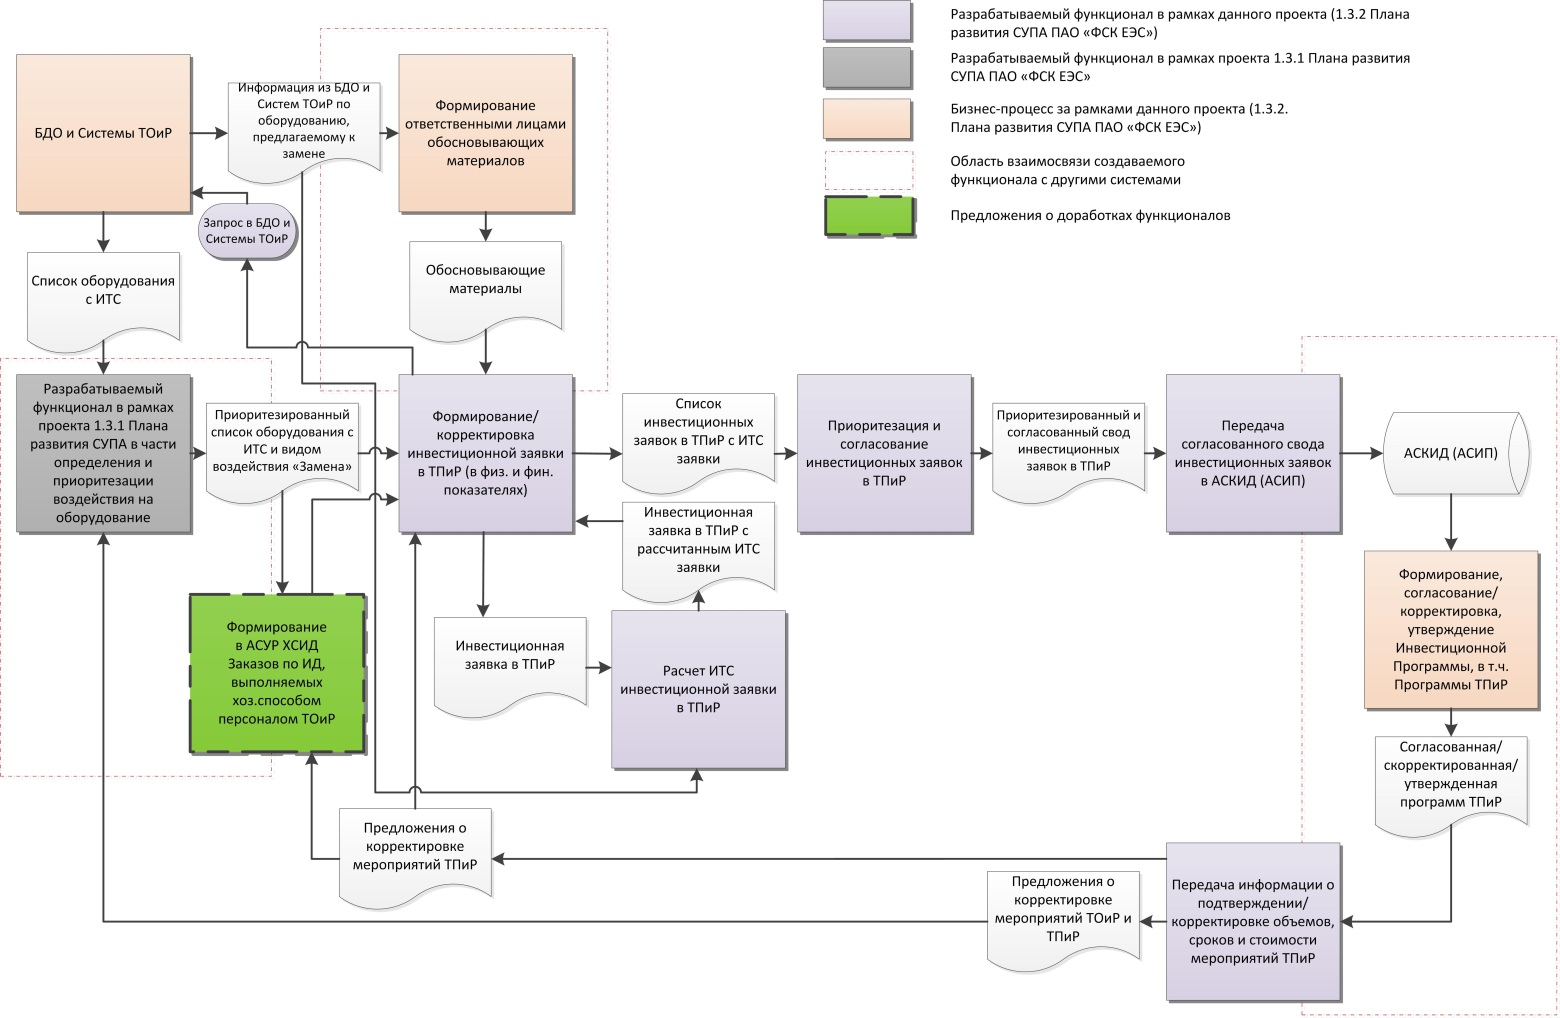 Разрабатываемый функционал в рамках данного проекта (1.3.2 Плана
развития СУПА ПАО «ФСК ЕЭС»)
Разрабатываемый функционал в рамках проекта 1.3.1 Плана развития
СУПА ПАО «ФСК ЕЭС»
Бизнес-процесс за рамками данного проекта (1.3.2.
Плана развития СУПА ПАО «ФСК ЕЭС»)
Область взаимосвязи создаваемого
функционала с другими системами
Предложения о доработках функционалов
БДО и Системы ТОиР
Информация из БДО и
Систем ТОиР по
оборудованию,
предлагаемому к
замене
Формирование
ответственными лицами
обосновывающих
материалов
Запрос в БДО и
Системы ТОиР
Список оборудования
с ИТС
Обосновывающие
материалы
Разрабатываемый
функционал в рамках
проекта 1.3.1 Плана
развития СУПА в части
определения и
приоритезации
воздействия на
оборудование
Приоритезированный
список оборудования с
ИТС и видом
воздействия «Замена»
Формирование/
корректировка
инвестиционной заявки
в ТПиР (в физ. и фин.
показателях)
Список
инвестиционных
заявок в ТПиР с ИТС
заявки
Приоритезация и
согласование
инвестиционных заявок
в ТПиР
Приоритезированный и
согласованный свод
инвестиционных
заявок в ТПиР
Передача
согласованного свода
инвестиционных заявок
в АСКИД (АСИП)
АСКИД (АСИП)
Инвестиционная
заявка в ТПиР с
рассчитанным ИТС
заявки
Формирование
в АСУР ХСИД
Заказов по ИД,
выполняемых
хоз.способом
персоналом ТОиР
Инвестиционная
заявка в ТПиР
Расчет ИТС
инвестиционной заявки
в ТПиР
Формирование,
согласование/
корректировка,
утверждение
Инвестиционной
Программы, в т.ч.
Программы ТПиР
Согласованная/
скорректированная/
утвержденная
программ ТПиР
Предложения о
корректировке
мероприятий ТПиР
Предложения о
корректировке
мероприятий ТОиР и
ТПиР
Передача информации о
подтверждении/
корректировке объемов,
сроков и стоимости
мероприятий ТПиР